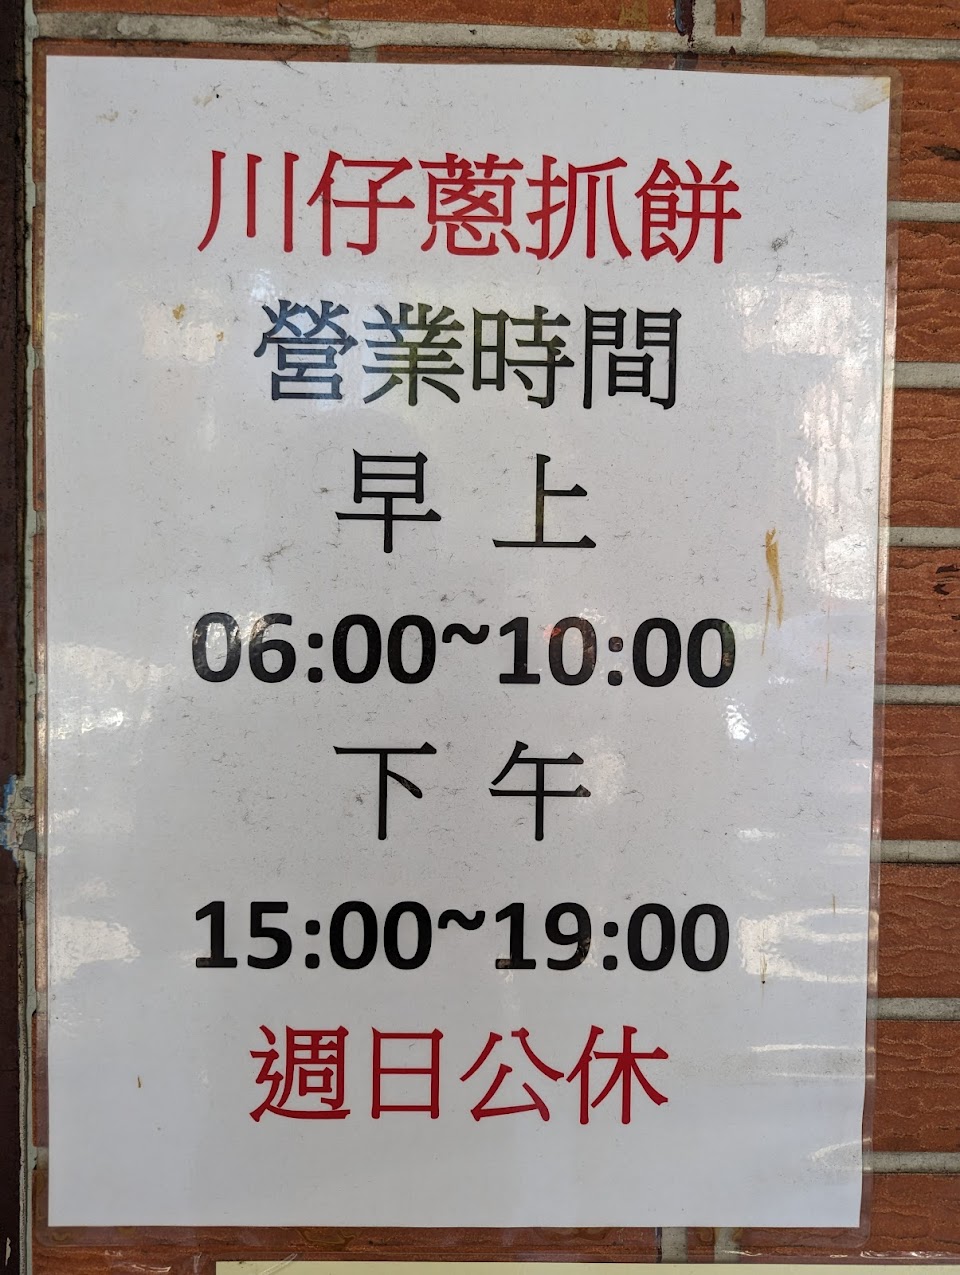 川仔蔥抓餅
營業時間
早 上
06:00~10:00
下 午
15:00~19:00
週日公休